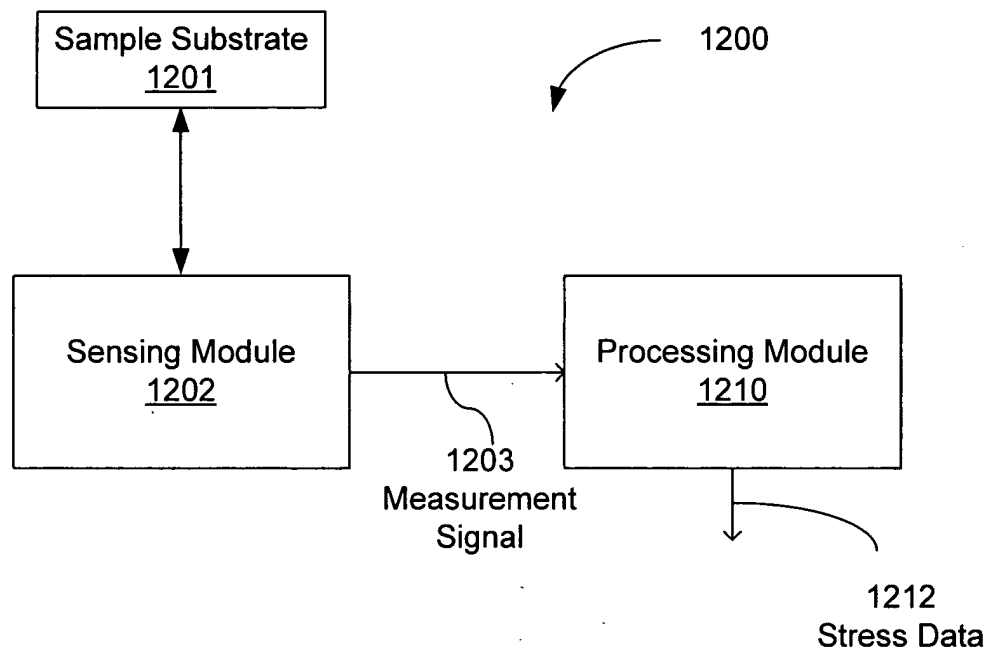 Sample Substrate
1201
1200
Sensing Module
1202
Processing Module
1210
1203
Measurement
Signal
1212
Stress Data